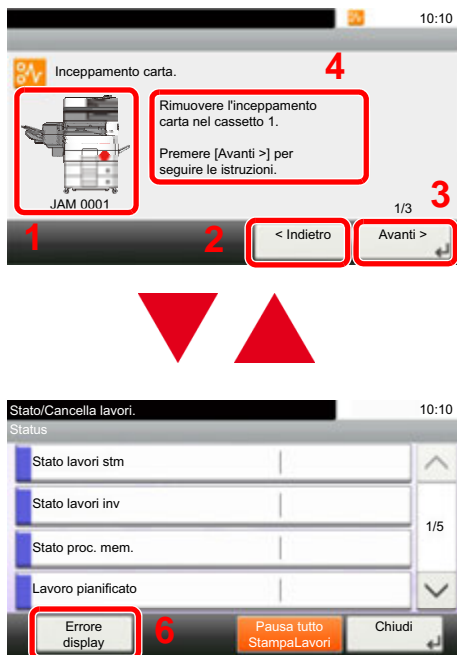 10:10
Inceppamento carta.
4
Rimuovere l'inceppamento
carta nel cassetto 1.
Premere [Avanti >] per
seguire le istruzioni.
JAM 0001
1/3
3
1
2
< Indietro
Avanti >
Stato/Cancella lavori.
10:10
Status
Stato lavori stm
Stato lavori inv
1/5
Stato proc. mem.
Lavoro pianificato
Errore
display
6
Pausa tutto
StampaLavori
Chiudi